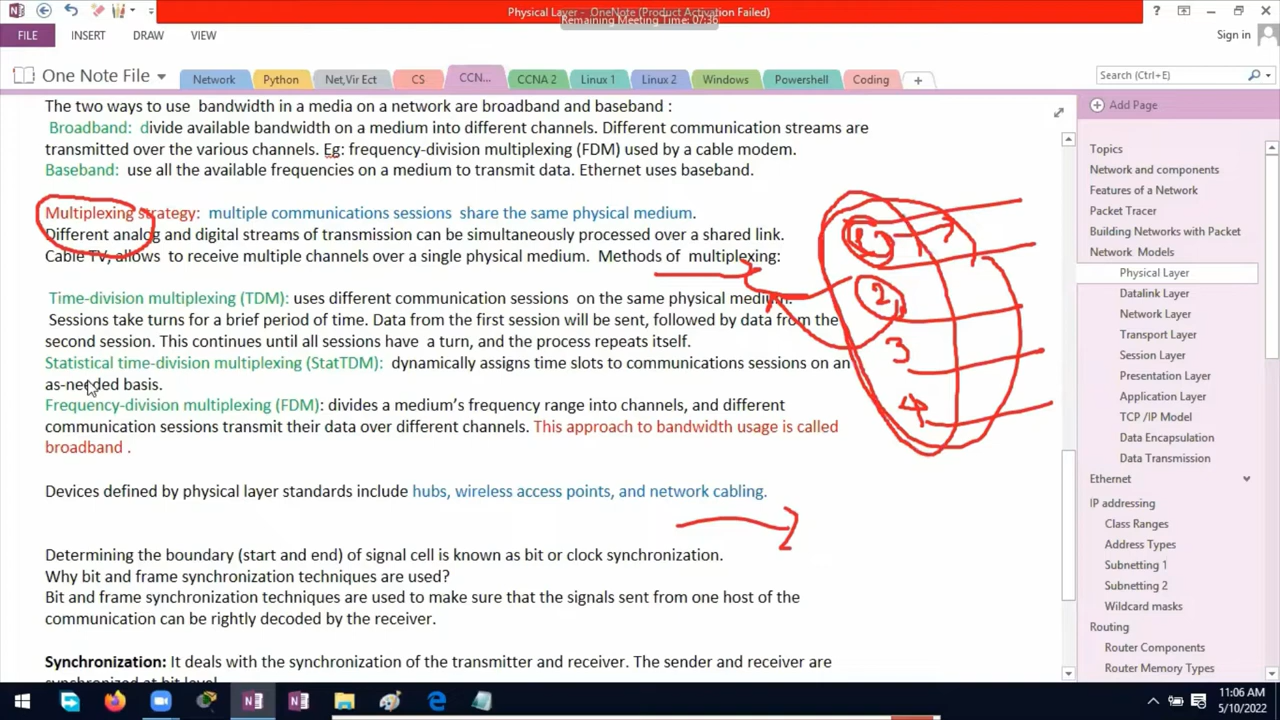 Physical Layer - OneNote (Product Activation Failed)
Remaining Meeting Time: 07:36
FILE INSERT DRAW VIEW
Sign in
One Note File
Network Python Net,Vir Ect CS CCN... CCNA 2 Linux 1 Linux 2 Windows Powershell Coding
Search (Ctrl+E)
The two ways to use bandwidth in a media on a network are broadband and baseband :
Broadband: divide available bandwidth on a medium into different channels. Different communication streams are
transmitted over the various channels. Eg: frequency-division multiplexing (FDM) used by a cable modem.
Baseband: use all the available frequencies on a medium to transmit data. Ethernet uses baseband.
Multiplexing strategy: multiple communications sessions share the same physical medium.
Different analog and digital streams of transmission can be simultaneously processed over a shared link.
Cable TV, allows to receive multiple channels over a single physical medium. Methods of multiplexing:
Time-division multiplexing (TDM): uses different communication sessions on the same physical medium.
Sessions take turns for a brief period of time. Data from the first session will be sent, followed by data from the
second session. This continues until all sessions have a turn, and the process repeats itself.
Statistical time-division multiplexing (StatTDM): dynamically assigns time slots to communications sessions on an
as-needed basis.
Frequency-division multiplexing (FDM): divides a medium's frequency range into channels, and different
communication sessions transmit their data over different channels. This approach to bandwidth usage is called
broadband .
Devices defined by physical layer standards include hubs, wireless access points, and network cabling.
Determining the boundary (start and end) of signal cell is known as bit or clock synchronization.
Why bit and frame synchronization techniques are used?
Bit and frame synchronization techniques are used to make sure that the signals sent from one host of the
communication can be rightly decoded by the receiver.
Synchronization: It deals with the synchronization of the transmitter and receiver. The sender and receiver are
synchronized at bit level
2
3
4
Add Page
Topics
Network and components
Features of a Network
Packet Tracer
Building Networks with Packet
Network Models
Physical Layer
Datalink Layer
Network Layer
Transport Layer
Session Layer
Presentation Layer
Application Layer
TCP /IP Model
Data Encapsulation
Data Transmission
Ethernet
IP addressing
Class Ranges
Address Types
Subnetting 1
Subnetting 2
Wildcard masks
Routing
Router Components
Router Memory Types
11:06 AM
5/10/2022